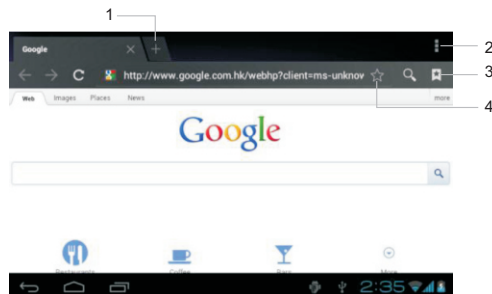 1
Google
2
http://www.google.com.hk/webhp?client=ms-unknov
3
4
Web Images Places News more
Google
Restaurants Coffee Bars More
2:35